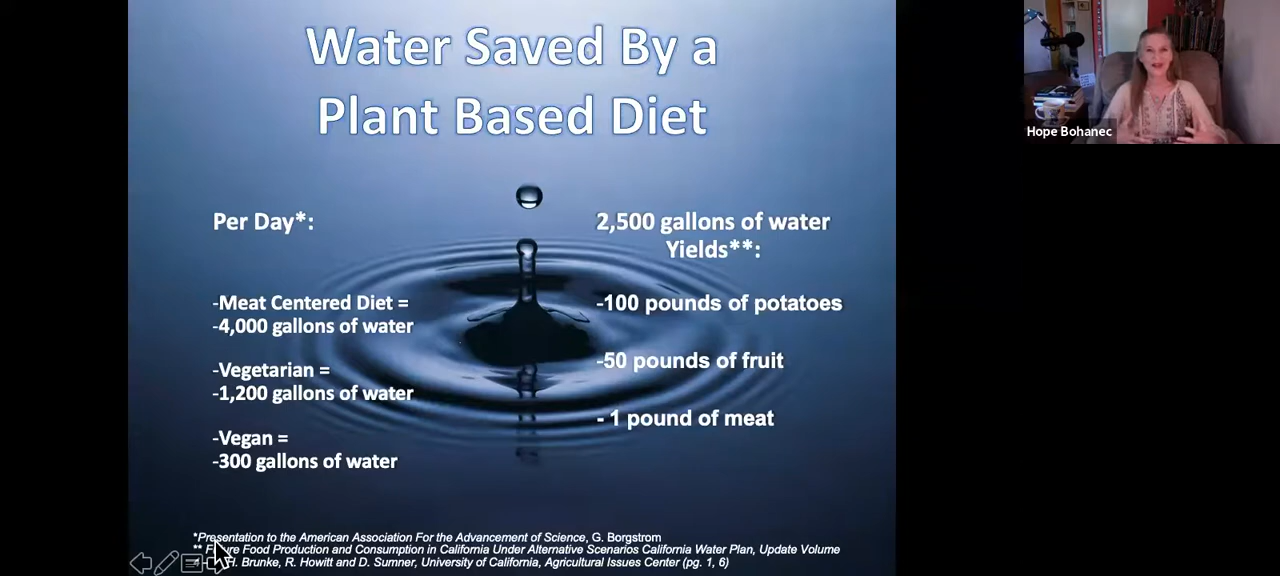 Water Saved By a
Plant Based Diet
Hope Bohanec
Per Day*:
-Meat Centered Diet =
-4,000 gallons of water
-Vegetarian =
-1,200 gallons of water
-Vegan =
-300 gallons of water
2,500 gallons of water
Yields**:
-100 pounds of potatoes
-50 pounds of fruit
- 1 pound of meat
*Presentation to the American Association For the Advancement of Science, G. Borgstrom
** Food Production and Consumption in California Under Alternative Scenarios California Water Plan, Update Volume
H. Brunke, R. Howitt and D. Sumner, University of California, Agricultural Issues Center (pg. 1, 6)